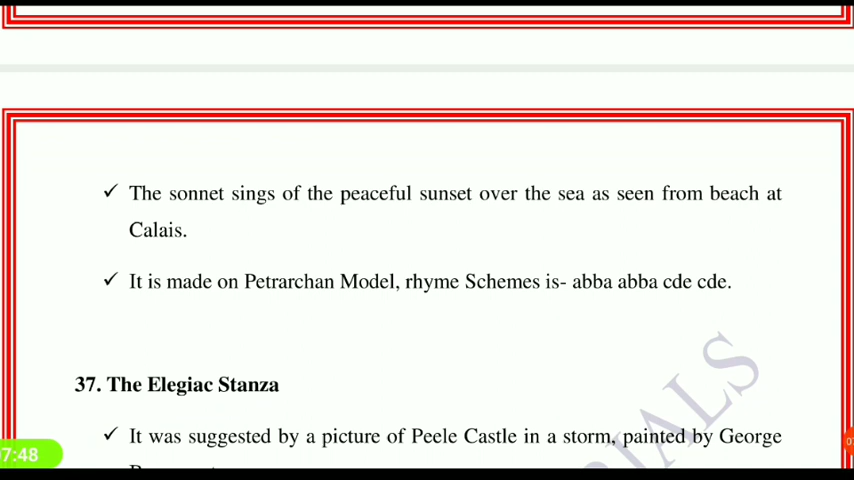 ✓ The sonnet sings of the peaceful sunset over the sea as seen from beach at
Calais.
✓ It is made on Petrarchan Model, rhyme Schemes is- abba abba cde cde.
37. The Elegiac Stanza
✓ It was suggested by a picture of Peele Castle in a storm, painted by George
7:48